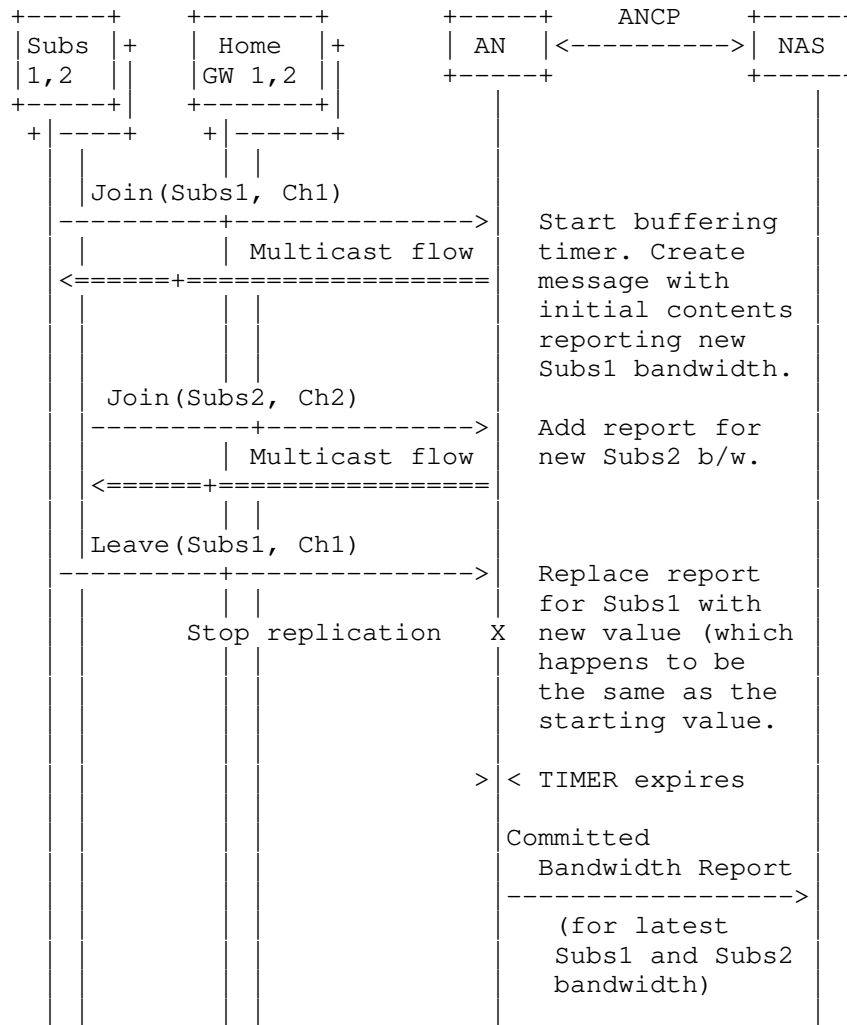 ANCP
Subs Home AN NAS
1,2 GW 1,2
Join(Subs1, Ch1)
Start buffering
Multicast flow timer. Create
message with
initial contents
reporting new
Subs1 bandwidth.
Join(Subs2, Ch2)
Add report for
Multicast flow new Subs2 b/w.
Leave(Subs1, Ch1)
Replace report
for Subs1 with
Stop replication X new value (which
happens to be
the same as the
starting value.
>|< TIMER expires
Committed
Bandwidth Report
(for latest
Subs1 and Subs2
bandwidth)